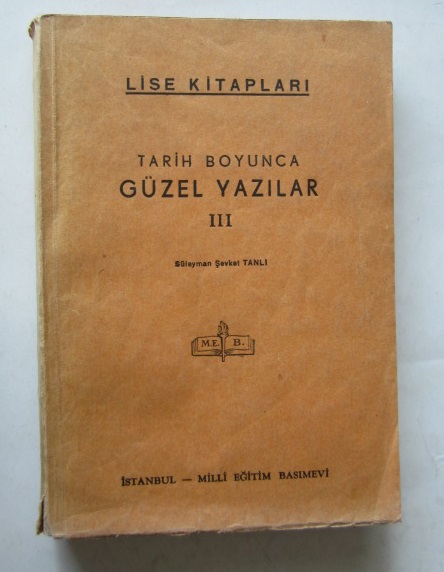 LİSE KİTAPLARI
TARİH BOYUNCA
GÜZEL YAZILAR
III
Süleyman Şevket TANLI
M.E. B.
İSTANBUL — MİLLİ EĞİTİM BASIMEVİ